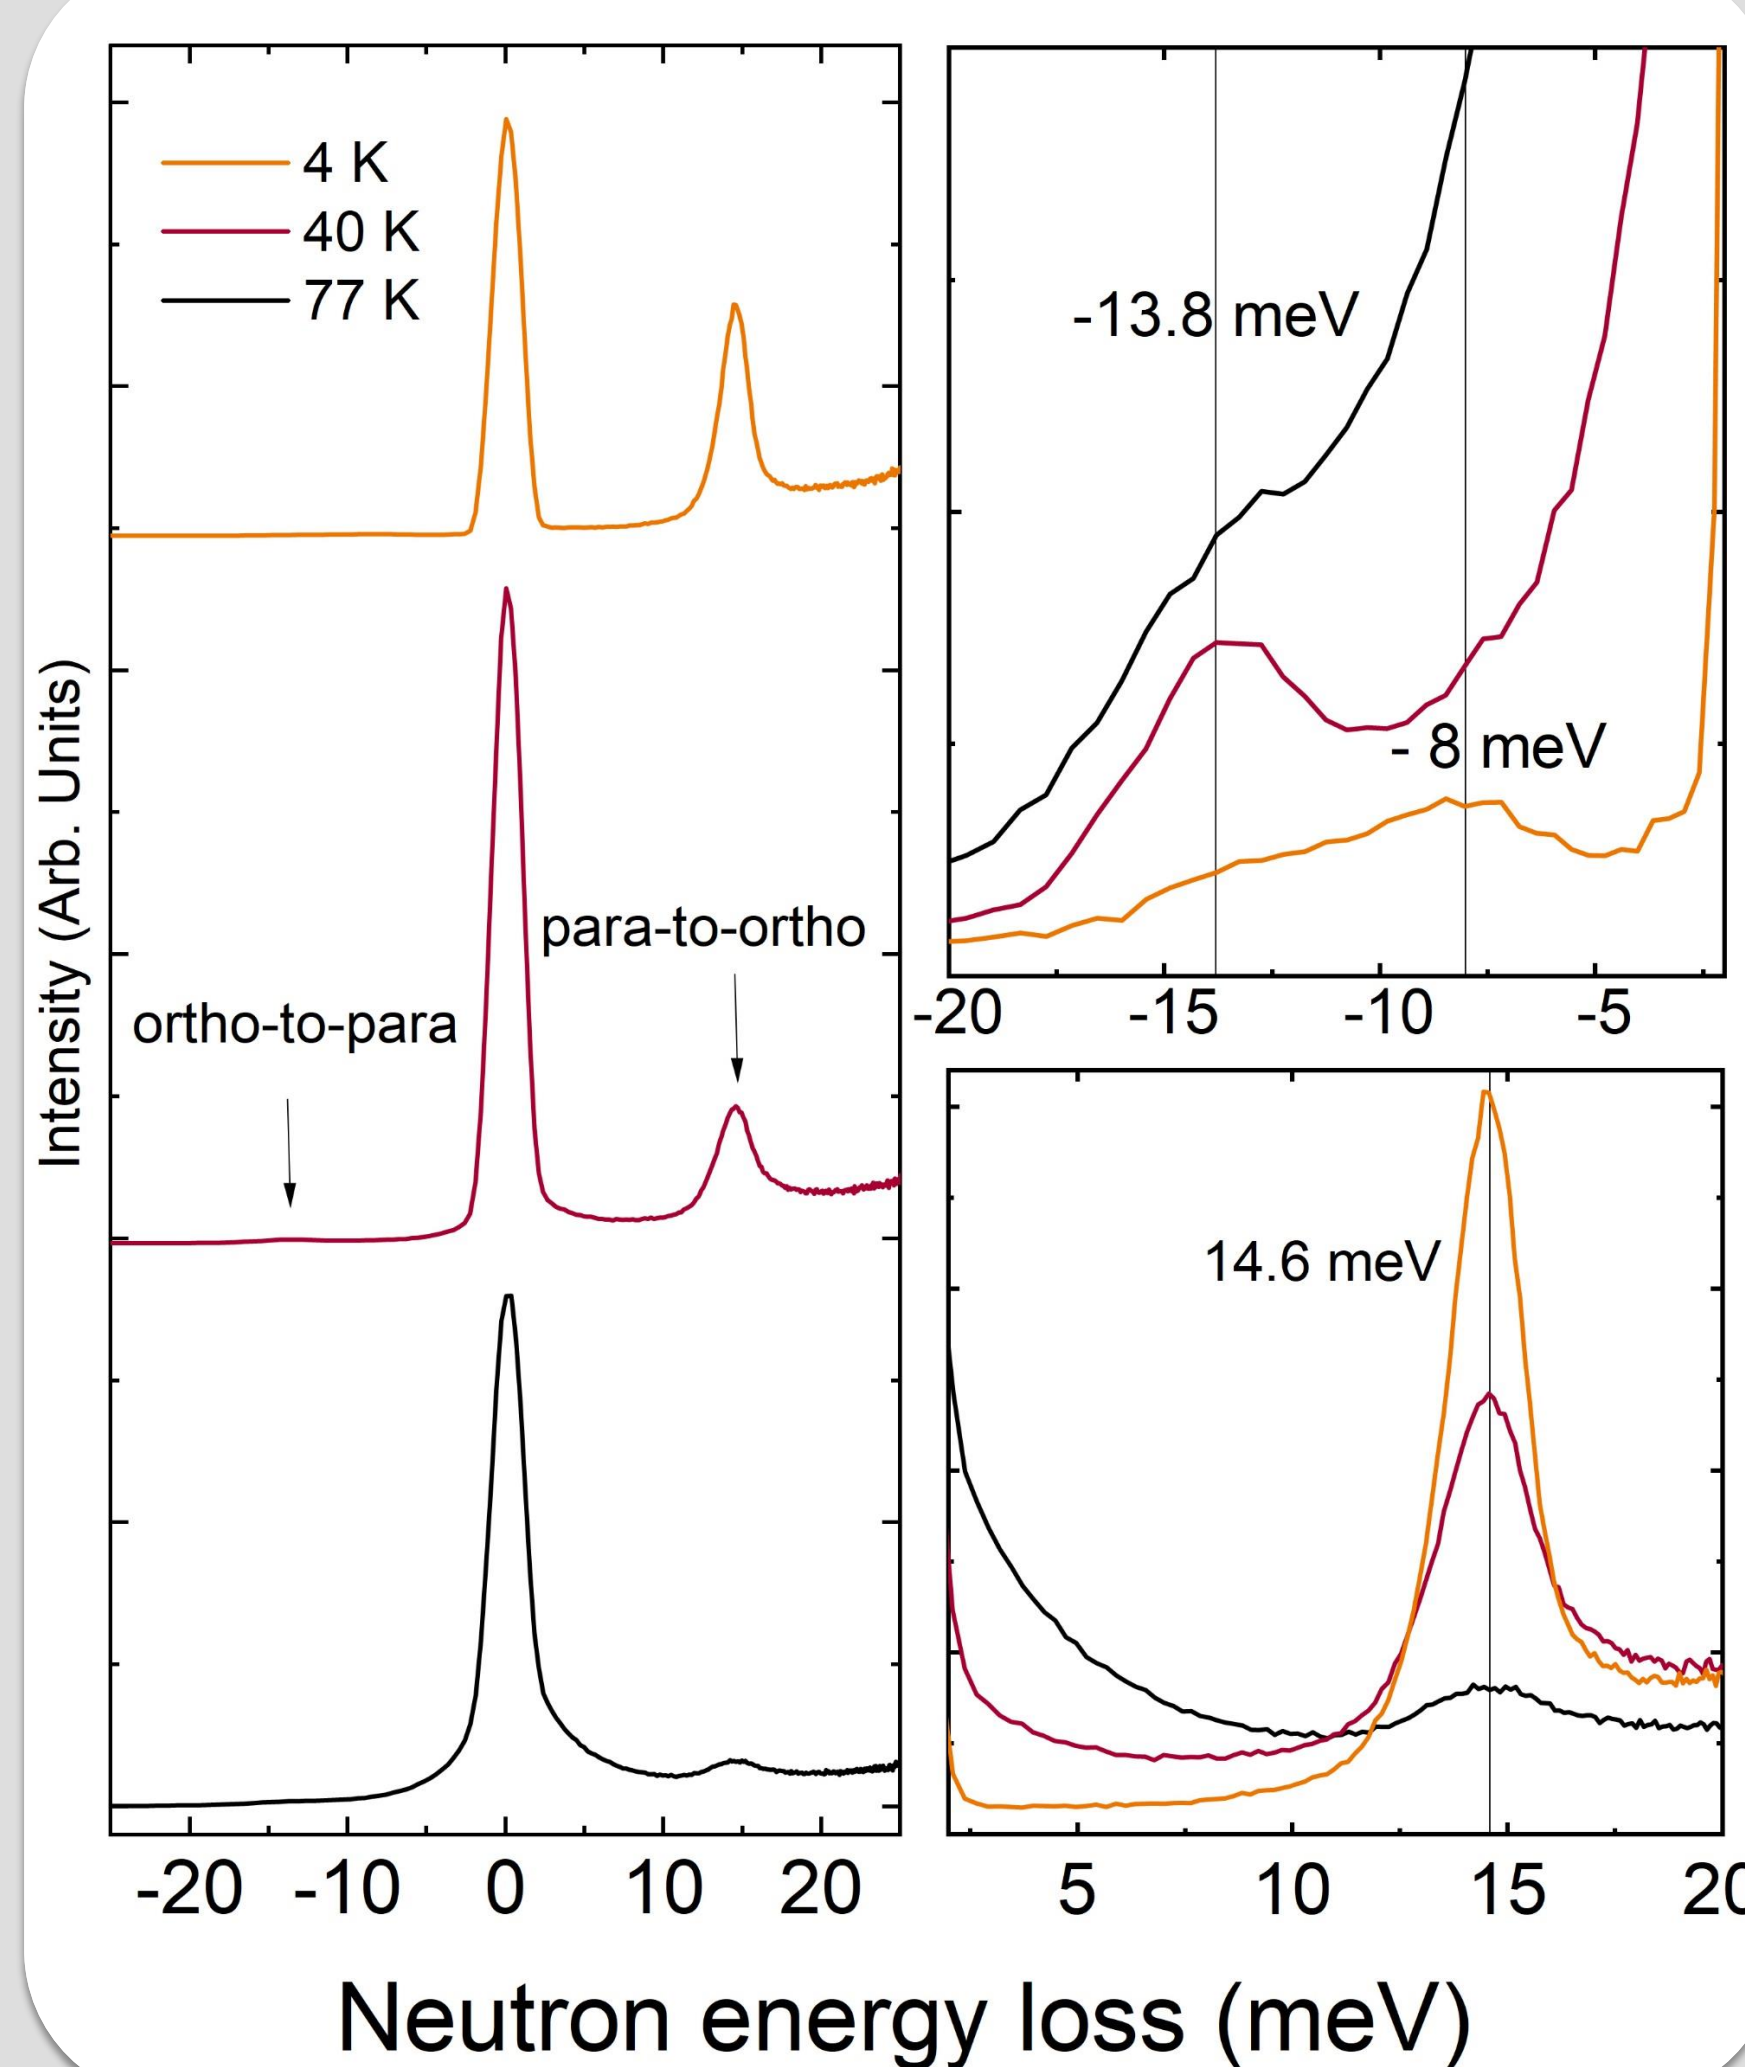 4 K
40 K
77 K
Intensity (Arb. Units)
ortho-to-para
para-to-ortho
-20 -10 0 10 20
-13.8 meV
- 8 meV
-20 -15 -10 -5
14.6 meV
5 10 15 20
Neutron energy loss (meV)